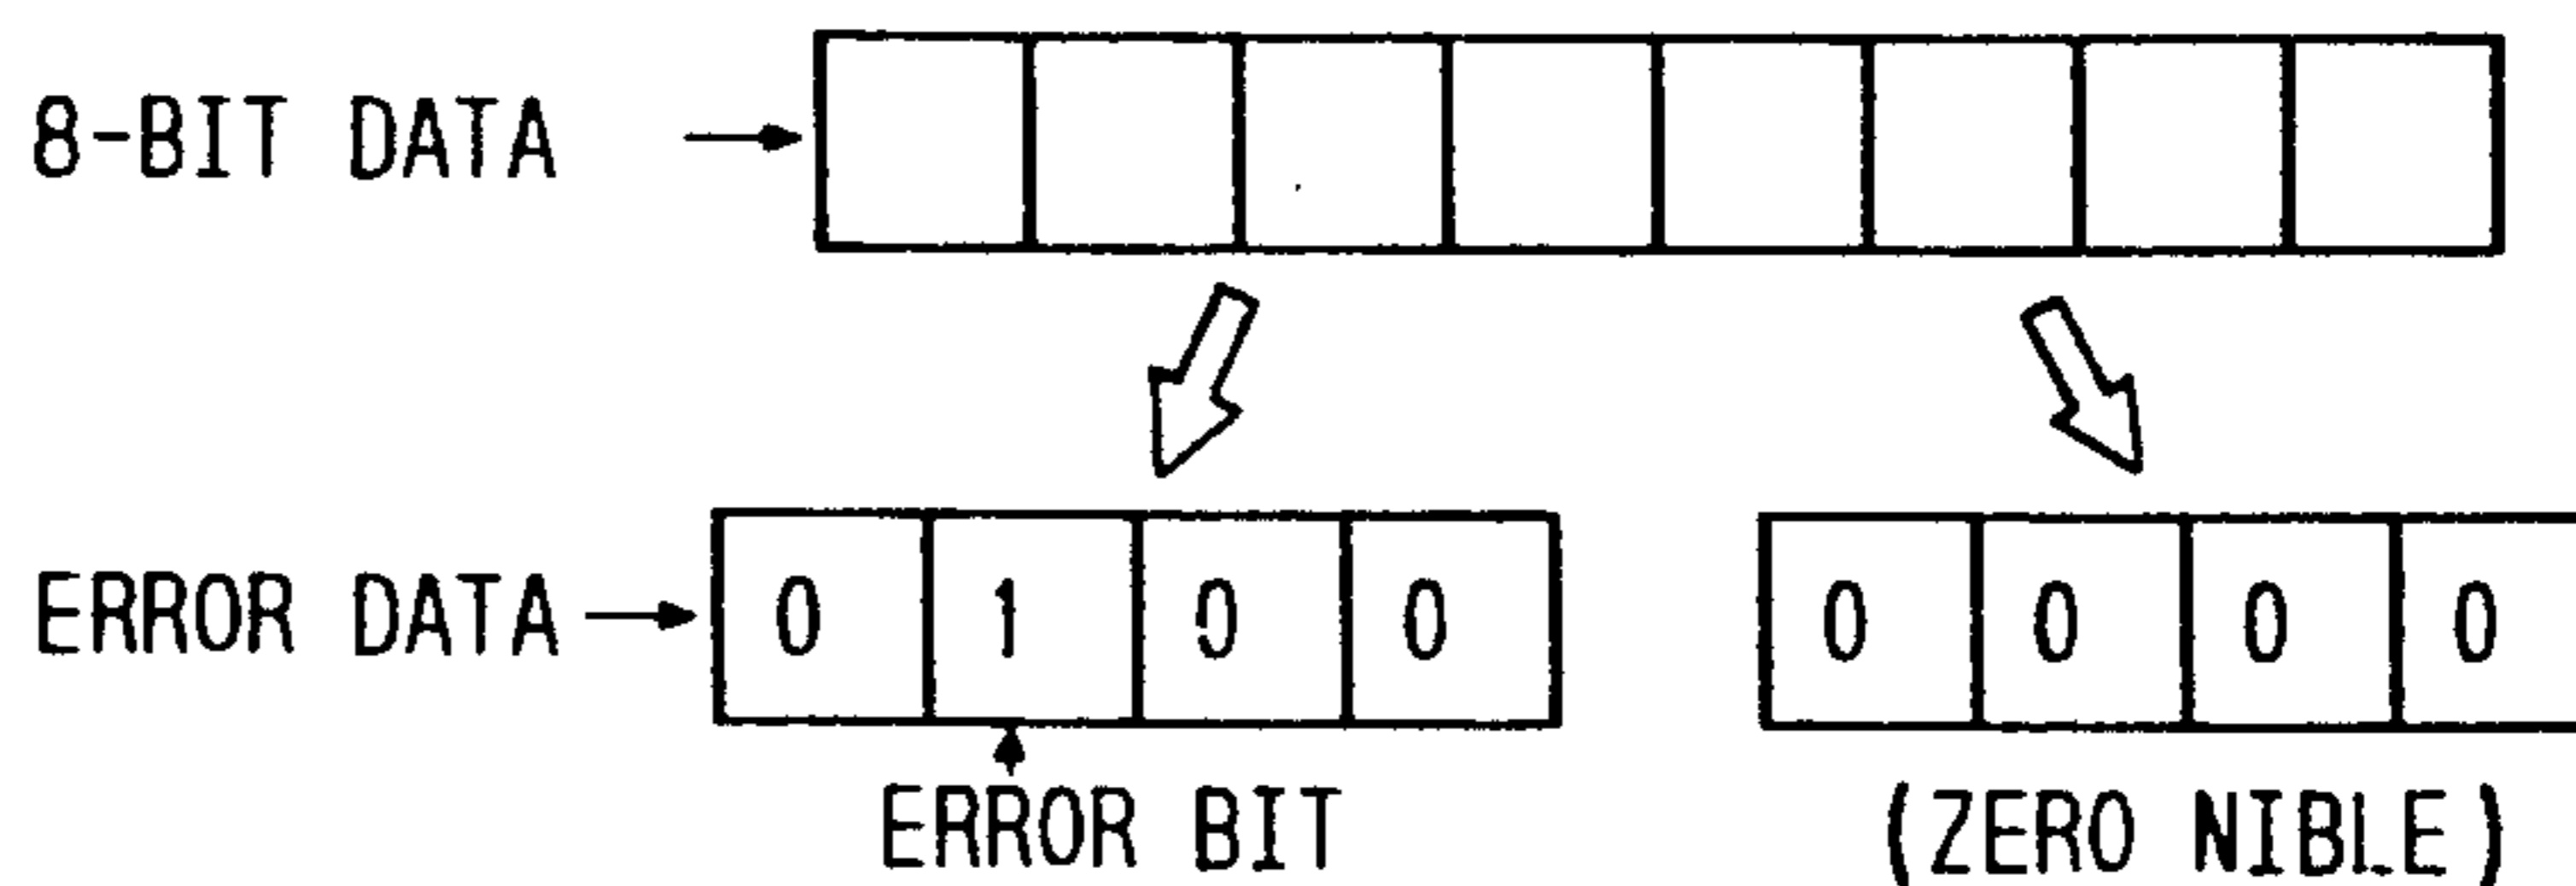 8-BIT DATA
ERROR DATA 0 1 0 0 0 0 0 0
ERROR BIT (ZERO NIBLE)